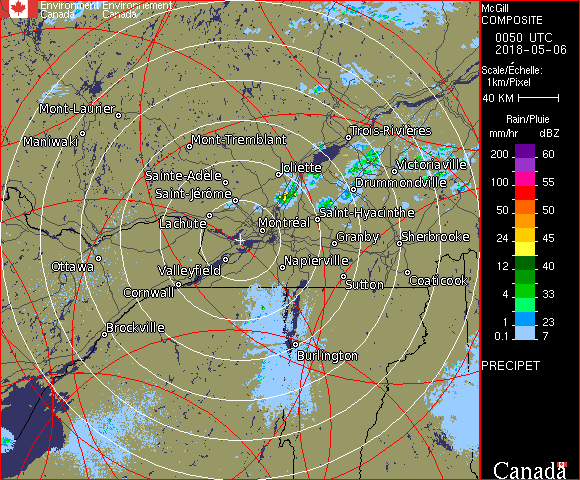 Environment Environnement
Canada Canada
McGill
COMPOSITE
0050 UTC
2018-05-06
Scale/Échelle:
1km/Pixel
40 KM
Rain/Pluie
mm/hr dBZ
200 60
100 55
50 50
24 45
12 40
4 33
1 23
0.1 7
PRECIPET
Canada
Mont-Laurier
Maniwaki
Mont-Tremblant
Trois-Rivières
Sainte-Adèle
Joliette
Victoriaville
Saint-Jérôme
Drummondville
Lachute
Montréal
Saint-Hyacinthe
Granby
Sherbrooke
Ottawa
Valleyfield
Napierville
Cornwall
Sutton
Coaticook
Brockville
Burlington